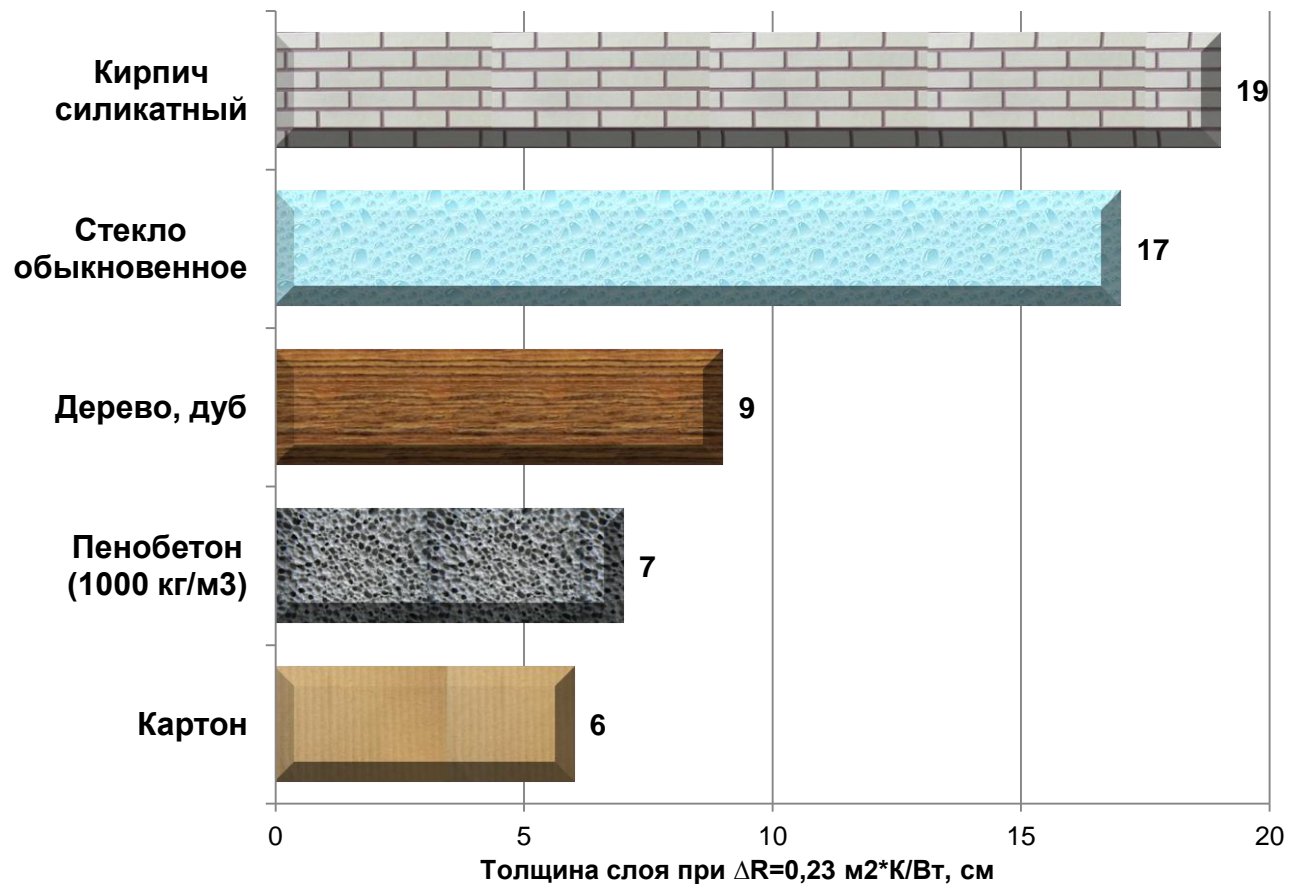 Кирпич
силикатный
19
Стекло
обыкновенное
17
Дерево, дуб
9
Пенобетон
(1000 кг/м3)
7
Картон
6
0
5
10
15
20
Толщина слоя при ∆R=0,23 м2*К/Вт, см